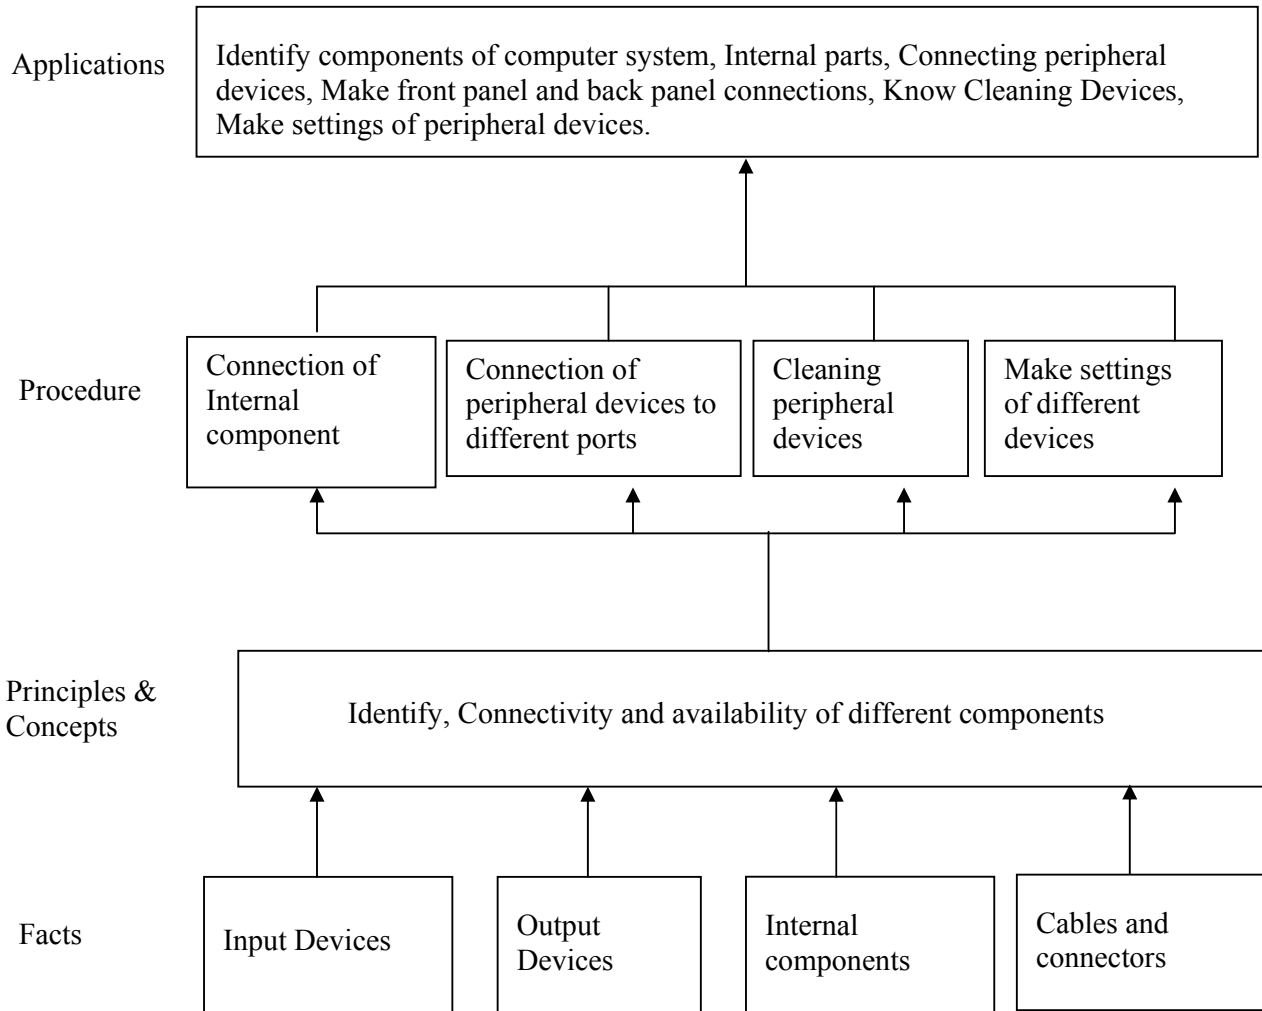 Applications
Identify components of computer system, Internal parts, Connecting peripheral
devices, Make front panel and back panel connections, Know Cleaning Devices,
Make settings of peripheral devices.
Procedure
Connection of
Internal
component
Connection of
peripheral devices to
different ports
Cleaning
peripheral
devices
Make settings
of different
devices
Principles &
Concepts
Identify, Connectivity and availability of different components
Facts
Input Devices
Output
Devices
Internal
components
Cables and
connectors